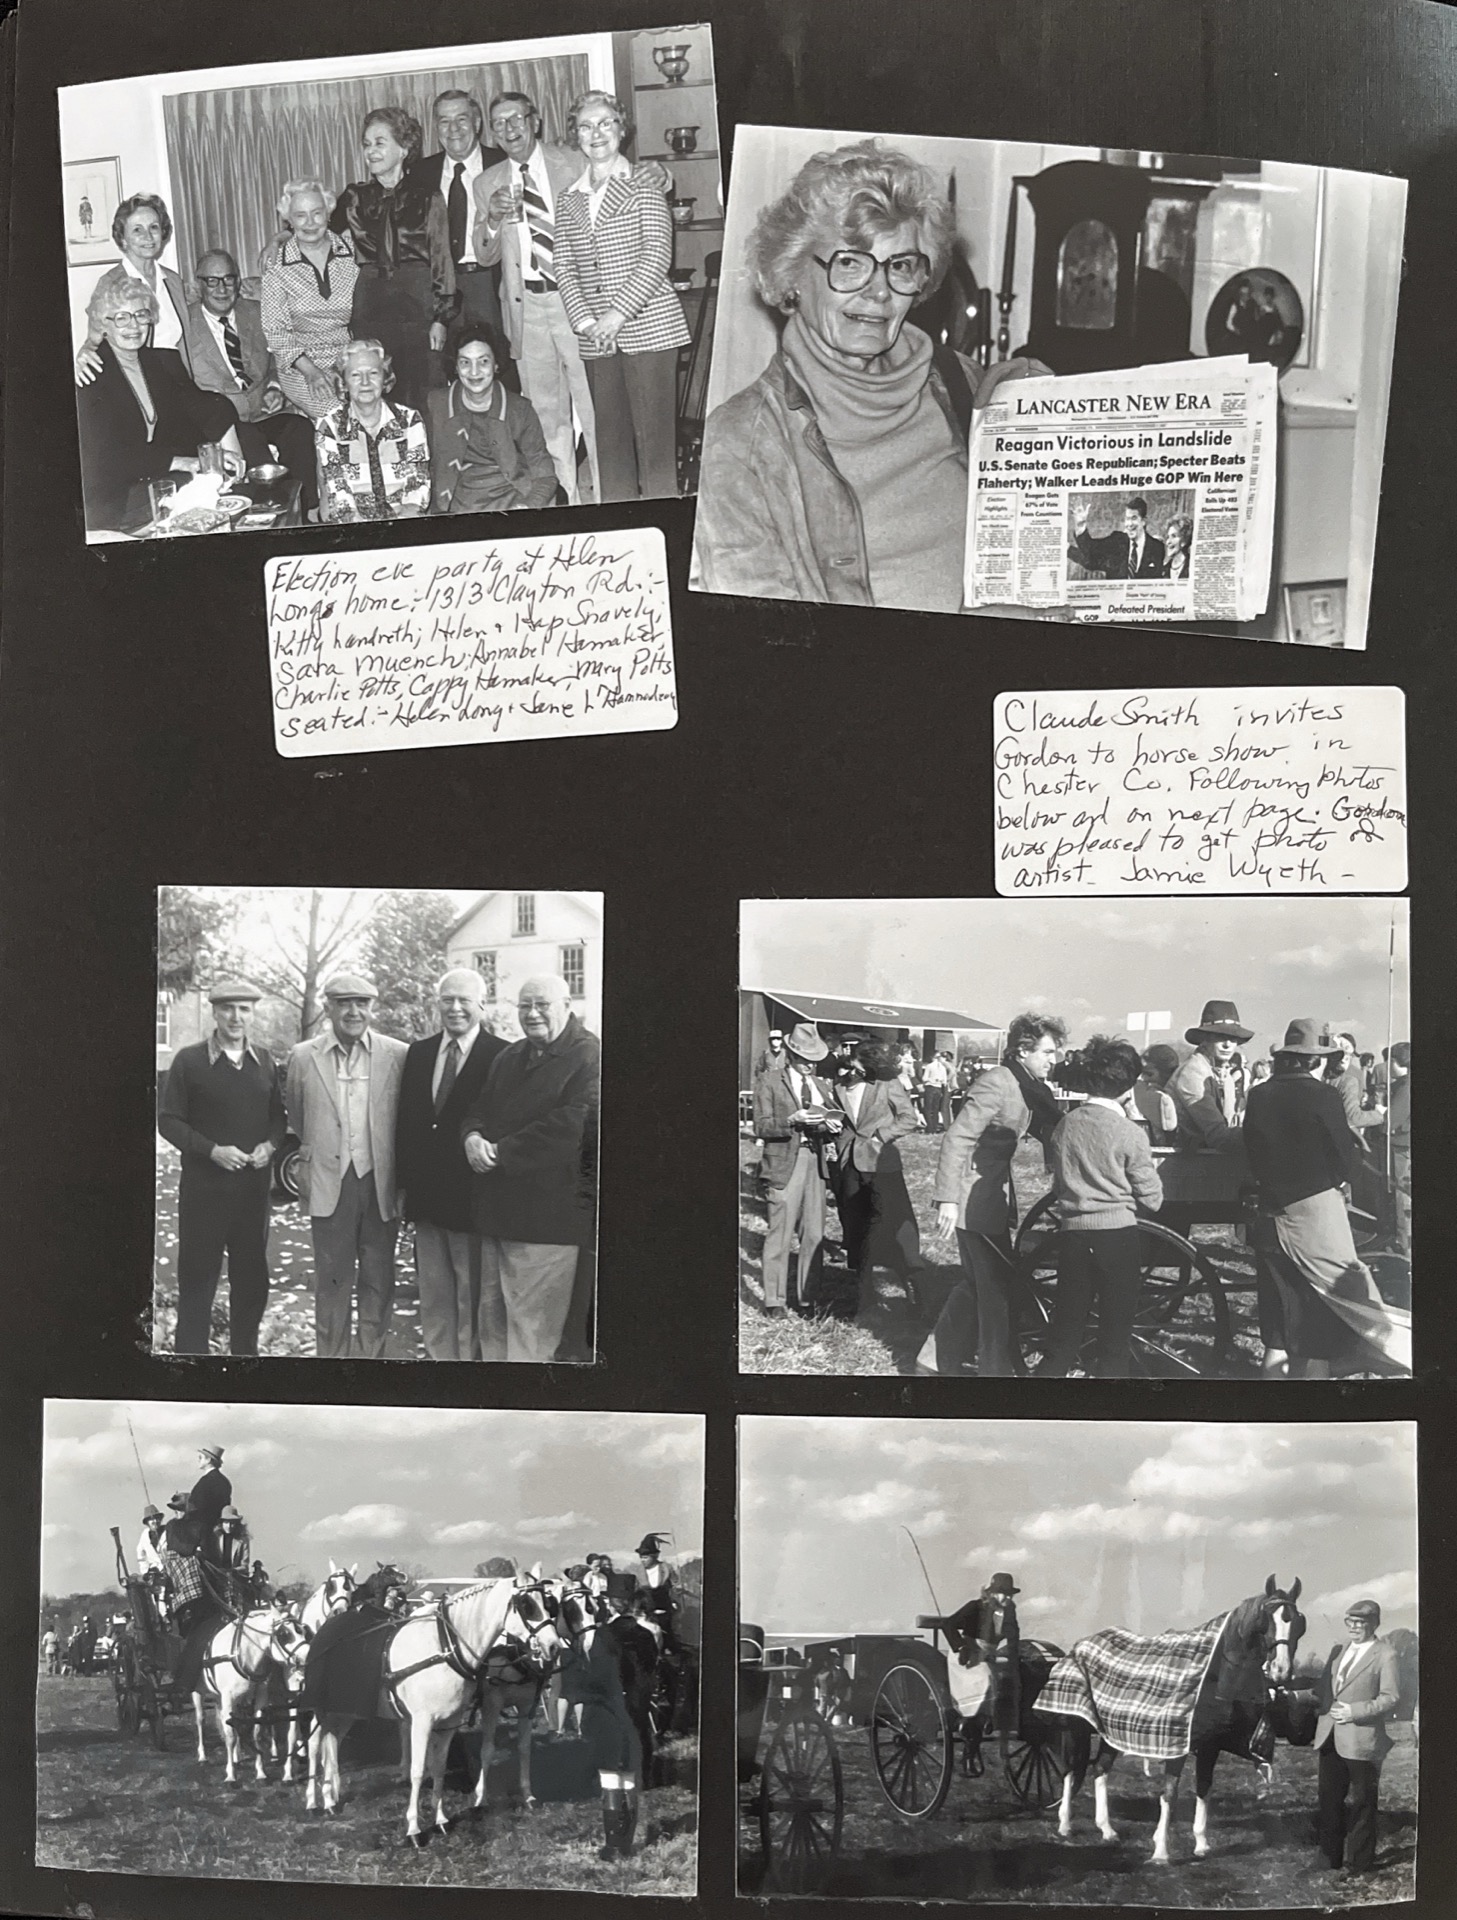 Election eve party at Helen
Longs home:- 1313 Clayton Rd.:-
Kitty Landreth; Helen + Hap Snavely;
Sara Muench; Annabel Hamaker,
Charlie Potts, Cappy Hamaker; Mary Potts
seated:- Helen Long + Jane L
LANCASTER NEW ERA
Reagan Victorious in Landslide
U.S. Senate Goes Republican; Specter Beats
Flaherty; Walker Leads Huge GOP Win Here
Election
Highlights
Reagan Gets
67% of Vote
From Countians
Californian
Rolls Up 483
Electoral Votes
GOP
Defeated President
Claude Smith invites
Gordon to horse show in
Chester Co. Following photos
below and on next page. Gordon
was pleased to get photo of
artist - Jamie Wyeth -